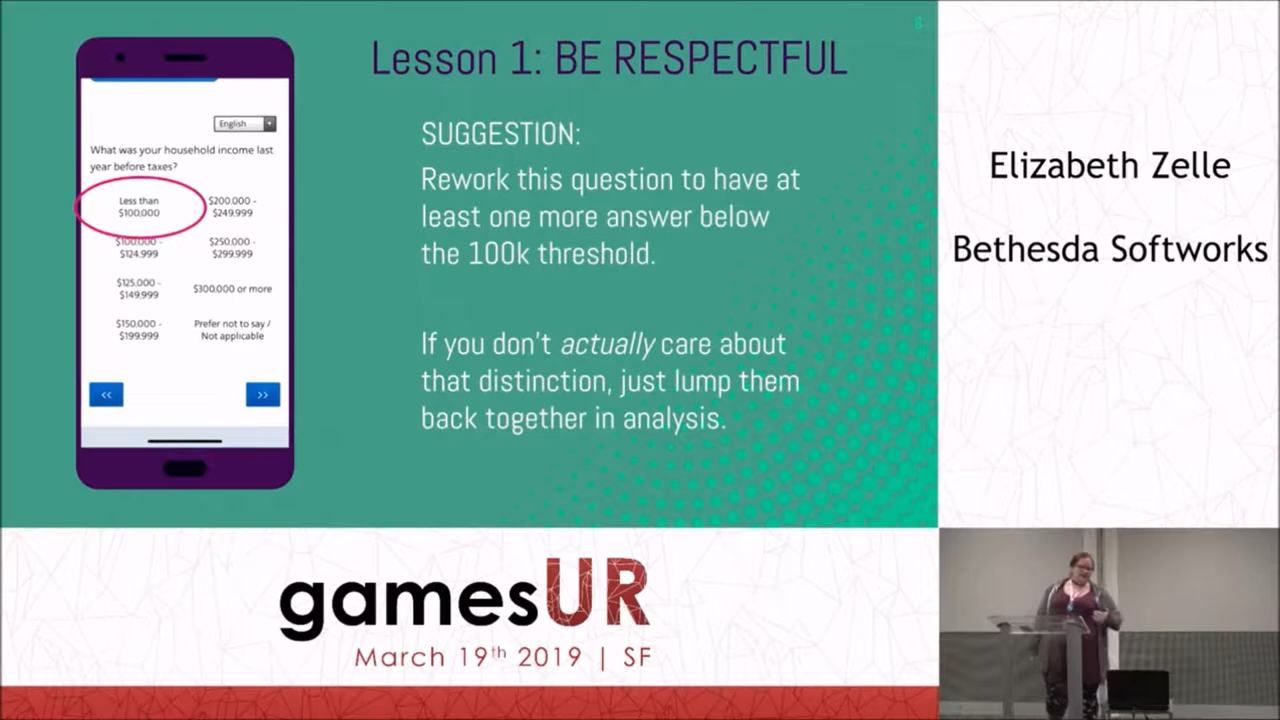 Lesson 1: BE RESPECTFUL
English
What was your household income last
year before taxes?
Less than
$100,000
$200,000 -
$249,999
$100,000 -
$124,999
$250,000 -
$299,999
$125,000 -
$149,999
$300,000 or more
$150,000 -
$199,999
Prefer not to say /
Not applicable
<<
>>
SUGGESTION:
Rework this question to have at
least one more answer below
the 100k threshold.
If you don't actually care about
that distinction, just lump them
back together in analysis.
Elizabeth Zelle
Bethesda Softworks
gamesUR
March 19th 2019 | SF